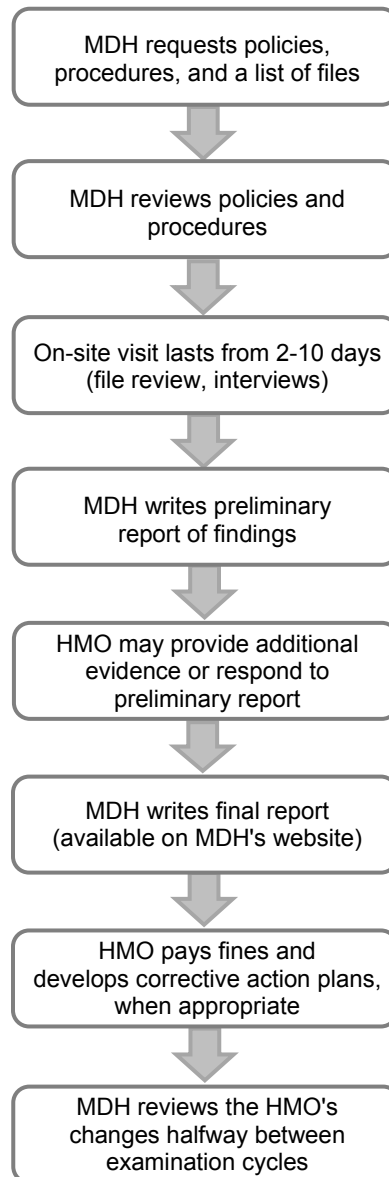 MDH requests policies,
procedures, and a list of files
MDH reviews policies and
procedures
On-site visit lasts from 2-10 days
(file review, interviews)
MDH writes preliminary
report of findings
HMO may provide additional
evidence or respond to
preliminary report
MDH writes final report
(available on MDH's website)
HMO pays fines and
develops corrective action plans,
when appropriate
MDH reviews the HMO's
changes halfway between
examination cycles